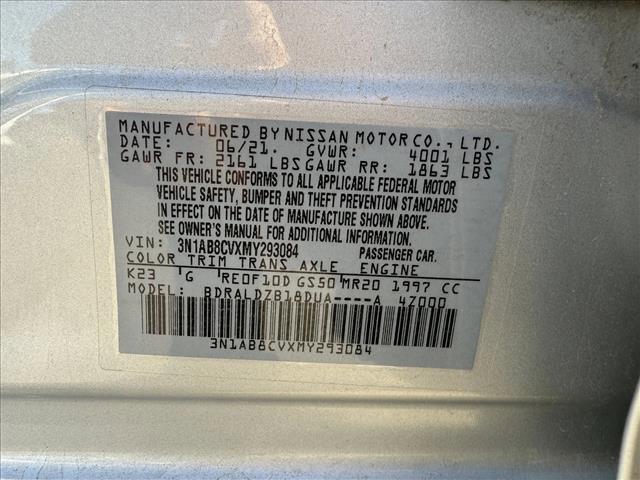 MANUFACTURED BY NISSAN MOTOR CO., LTD.
DATE: 06/21. GVWR: 4001 LBS
GAWR FR: 2161 LBS GAWR RR: 1863 LBS
THIS VEHICLE CONFORMS TO ALL APPLICABLE FEDERAL MOTOR
VEHICLE SAFETY, BUMPER AND THEFT PREVENTION STANDARDS
IN EFFECT ON THE DATE OF MANUFACTURE SHOWN ABOVE.
SEE OWNER'S MANUAL FOR ADDITIONAL INFORMATION.
VIN: 3N1AB8CVXMY293084 PASSENGER CAR.
COLOR TRIM TRANS AXLE ENGINE
K23 G RE0F10D GS50 MR20 1997 CC
MODEL: BDRALDZB18DUA----A 4Z000
3N1AB8CVXMY293084